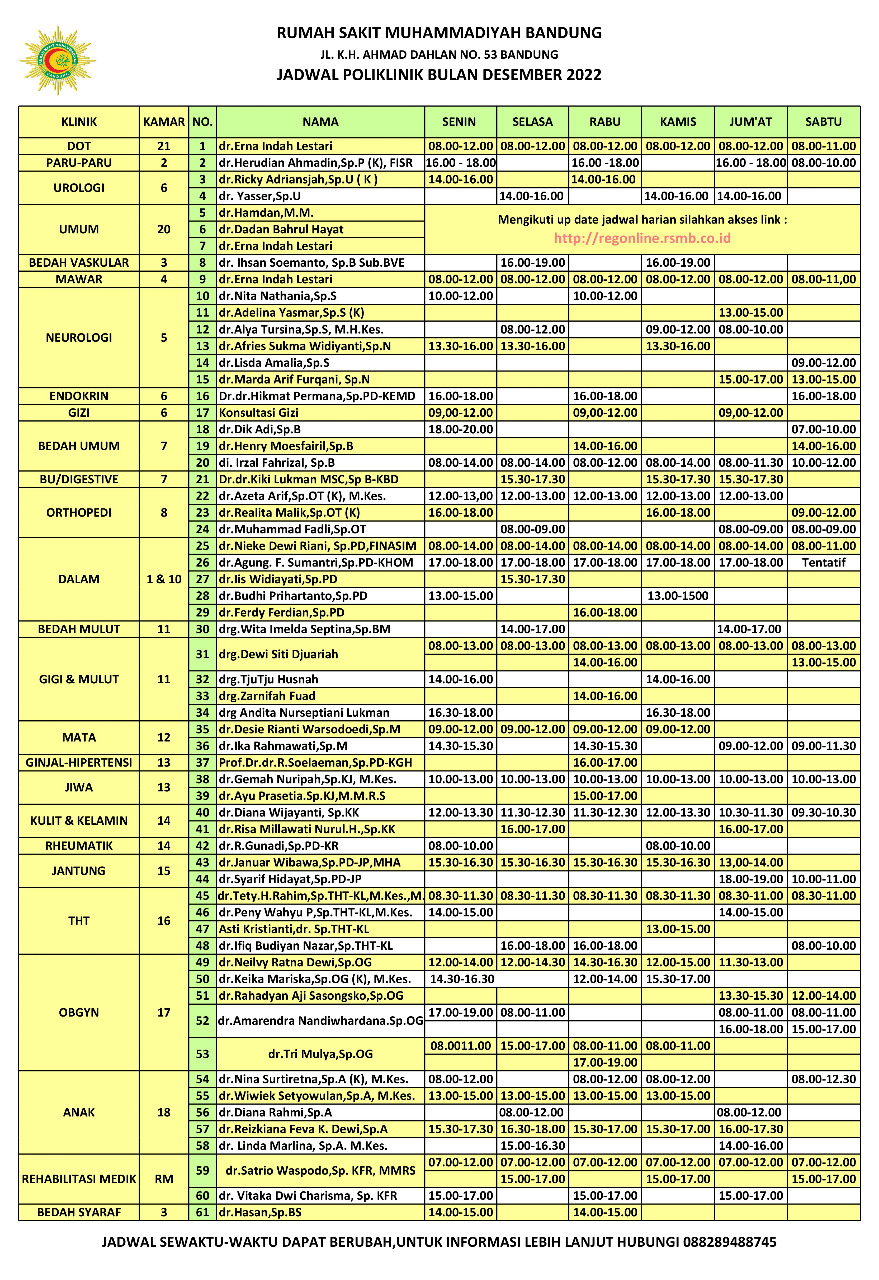 RUMAH SAKIT MUHAMMADIYAH BANDUNG
JL. K.H. AHMAD DAHLAN NO. 53 BANDUNG
JADWAL POLIKLINIK BULAN DESEMBER 2022
KLINIK KAMAR NO. NAMA SENIN SELASA RABU KAMIS JUM'AT SABTU
DOT 21 1 dr.Erna Indah Lestari 08.00-12.00 08.00-12.00 08.00-12.00 08.00-12.00 08.00-12.00 08.00-11.00
PARU-PARU 2 2 dr.Herudian Ahmadin,Sp.P (K), FISR 16.00 - 18.00 16.00 -18.00 16.00 - 18.00 08.00-10.00
UROLOGI 6 3 dr.Ricky Adriansjah,Sp.U ( K ) 14.00-16.00 14.00-16.00
4 dr. Yasser,Sp.U 14.00-16.00 14.00-16.00 14.00-16.00
UMUM 20 5 dr.Hamdan,M.M.
6 dr.Dadan Bahrul Hayat
7 dr.Erna Indah Lestari
Mengikuti up date jadwal harian silahkan akses link :
http://regonline.rsmb.co.id
BEDAH VASKULAR 3 8 dr. Ihsan Soemanto, Sp.B Sub.BVE 16.00-19.00 16.00-19.00
MAWAR 4 9 dr.Erna Indah Lestari 08.00-12.00 08.00-12.00 08.00-12.00 08.00-12.00 08.00-12.00 08.00-11,00
NEUROLOGI 5 10 dr.Nita Nathania,Sp.S 10.00-12.00 10.00-12.00
11 dr.Adelina Yasmar,Sp.S (K) 13.00-15.00
12 dr.Alya Tursina,Sp.S, M.H.Kes. 08.00-12.00 09.00-12.00 08.00-10.00
13 dr.Afries Sukma Widiyanti,Sp.N 13.30-16.00 13.30-16.00 13.30-16.00
14 dr.Lisda Amalia,Sp.S 09.00-12.00
15 dr.Marda Arif Furqani, Sp.N 15.00-17.00 13.00-15.00
ENDOKRIN 6 16 Dr.dr.Hikmat Permana,Sp.PD-KEMD 16.00-18.00 16.00-18.00 16.00-18.00
GIZI 6 17 Konsultasi Gizi 09,00-12.00 09,00-12.00 09,00-12.00
BEDAH UMUM 7 18 dr.Dik Adi,Sp.B 18.00-20.00 07.00-10.00
19 dr.Henry Moesfairil,Sp.B 14.00-16.00 14.00-16.00
20 di. Irzal Fahrizal, Sp.B 08.00-14.00 08.00-14.00 08.00-12.00 08.00-14.00 08.00-11.30 10.00-12.00
BU/DIGESTIVE 7 21 Dr.dr.Kiki Lukman MSC,Sp B-KBD 15.30-17.30 15.30-17.30 15.30-17.30
ORTHOPEDI 8 22 dr.Azeta Arif,Sp.OT (K), M.Kes. 12.00-13,00 12.00-13.00 12.00-13.00 12.00-13.00 12.00-13.00
23 dr.Realita Malik,Sp.OT (K) 16.00-18.00 16.00-18.00 09.00-12.00
24 dr.Muhammad Fadli,Sp.OT 08.00-09.00 08.00-09.00 08.00-09.00
DALAM 1 & 10 25 dr.Nieke Dewi Riani, Sp.PD,FINASIM 08.00-14.00 08.00-14.00 08.00-14.00 08.00-14.00 08.00-14.00 08.00-11.00
26 dr.Agung. F. Sumantri,Sp.PD-KHOM 17.00-18.00 17.00-18.00 17.00-18.00 17.00-18.00 17.00-18.00 Tentatif
27 dr.Iis Widiayati,Sp.PD 15.30-17.30
28 dr.Budhi Prihartanto,Sp.PD 13.00-15.00 13.00-1500
29 dr.Ferdy Ferdian,Sp.PD 16.00-18.00
BEDAH MULUT 11 30 drg.Wita Imelda Septina,Sp.BM 14.00-17.00 14.00-17.00
GIGI & MULUT 11 31 drg.Dewi Siti Djuariah 08.00-13.00 08.00-13.00 08.00-13.00 08.00-13.00 08.00-13.00 08.00-13.00
14.00-16.00 13.00-15.00
32 drg.TjuTju Husnah 14.00-16.00 14.00-16.00
33 drg.Zarnifah Fuad 14.00-16.00
34 drg Andita Nurseptiani Lukman 16.30-18.00 16.30-18.00
MATA 12 35 dr.Desie Rianti Warsodoedi,Sp.M 09.00-12.00 09.00-12.00 09.00-12.00 09.00-12.00
36 dr.Ika Rahmawati,Sp.M 14.30-15.30 14.30-15.30 09.00-12.00 09.00-11.30
GINJAL-HIPERTENSI 13 37 Prof.Dr.dr.R.Soelaeman,Sp.PD-KGH 16.00-17.00
JIWA 13 38 dr.Gemah Nuripah,Sp.KJ, M.Kes. 10.00-13.00 10.00-13.00 10.00-13.00 10.00-13.00 10.00-13.00 10.00-13.00
39 dr.Ayu Prasetia.Sp.KJ,M.M.R.S 15.00-17.00
KULIT & KELAMIN 14 40 dr.Diana Wijayanti, Sp.KK 12.00-13.30 11.30-12.30 11.30-12.30 12.00-13.30 10.30-11.30 09.30-10.30
41 dr.Risa Millawati Nurul.H.,Sp.KK 16.00-17.00 16.00-17.00
RHEUMATIK 14 42 dr.R.Gunadi,Sp.PD-KR 08.00-10.00 08.00-10.00
JANTUNG 15 43 dr.Januar Wibawa,Sp.PD-JP,MHA 15.30-16.30 15.30-16.30 15.30-16.30 15.30-16.30 13,00-14.00
44 dr.Syarif Hidayat,Sp.PD-JP 18.00-19.00 10.00-11.00
THT 16 45 dr.Tety.H.Rahim,Sp.THT-KL,M.Kes.,M. 08.30-11.30 08.30-11.30 08.30-11.30 08.30-11.30 08.30-11.00 08.30-11.00
46 dr.Peny Wahyu P,Sp.THT-KL,M.Kes. 14.00-15.00 14.00-15.00
47 Asti Kristianti,dr. Sp.THT-KL 13.00-15.00
48 dr.Ifiq Budiyan Nazar,Sp.THT-KL 16.00-18.00 16.00-18.00 08.00-10.00
OBGYN 17 49 dr.Neilvy Ratna Dewi,Sp.OG 12.00-14.00 12.00-14.30 14.30-16.30 12.00-15.00 11.30-13.00
50 dr.Keika Mariska,Sp.OG (K), M.Kes. 14.30-16.30 12.00-14.00 15.30-17.00
51 dr.Rahadyan Aji Sasongsko,Sp.OG 13.30-15.30 12.00-14.00
52 dr.Amarendra Nandiwhardana.Sp.OG 17.00-19.00 08.00-11.00 08.00-11.00 08.00-11.00
16.00-18.00 15.00-17.00
53 dr.Tri Mulya,Sp.OG 08.0011.00 15.00-17.00 08.00-11.00 08.00-11.00
17.00-19.00
ANAK 18 54 dr.Nina Surtiretna,Sp.A (K), M.Kes. 08.00-12.00 08.00-12.00 08.00-12.00 08.00-12.30
55 dr.Wiwiek Setyowulan,Sp.A, M.Kes. 13.00-15.00 13.00-15.00 13.00-15.00 13.00-15.00
56 dr.Diana Rahmi,Sp.A 08.00-12.00 08.00-12.00
57 dr.Reizkiana Feva K. Dewi,Sp.A 15.30-17.30 16.30-18.00 15.30-17.00 15.30-17.00 16.00-17.30
58 dr. Linda Marlina, Sp.A. M.Kes. 15.00-16.30 14.00-16.00
REHABILITASI MEDIK RM 59 dr.Satrio Waspodo,Sp. KFR, MMRS 07.00-12.00 07.00-12.00 07.00-12.00 07.00-12.00 07.00-12.00 07.00-12.00
15.00-17.00 15.00-17.00 15.00-17.00
60 dr. Vitaka Dwi Charisma, Sp. KFR 15.00-17.00 15.00-17.00 15.00-17.00
BEDAH SYARAF 3 61 dr.Hasan,Sp.BS 14.00-15.00 14.00-15.00
JADWAL SEWAKTU-WAKTU DAPAT BERUBAH,UNTUK INFORMASI LEBIH LANJUT HUBUNGI 088289488745